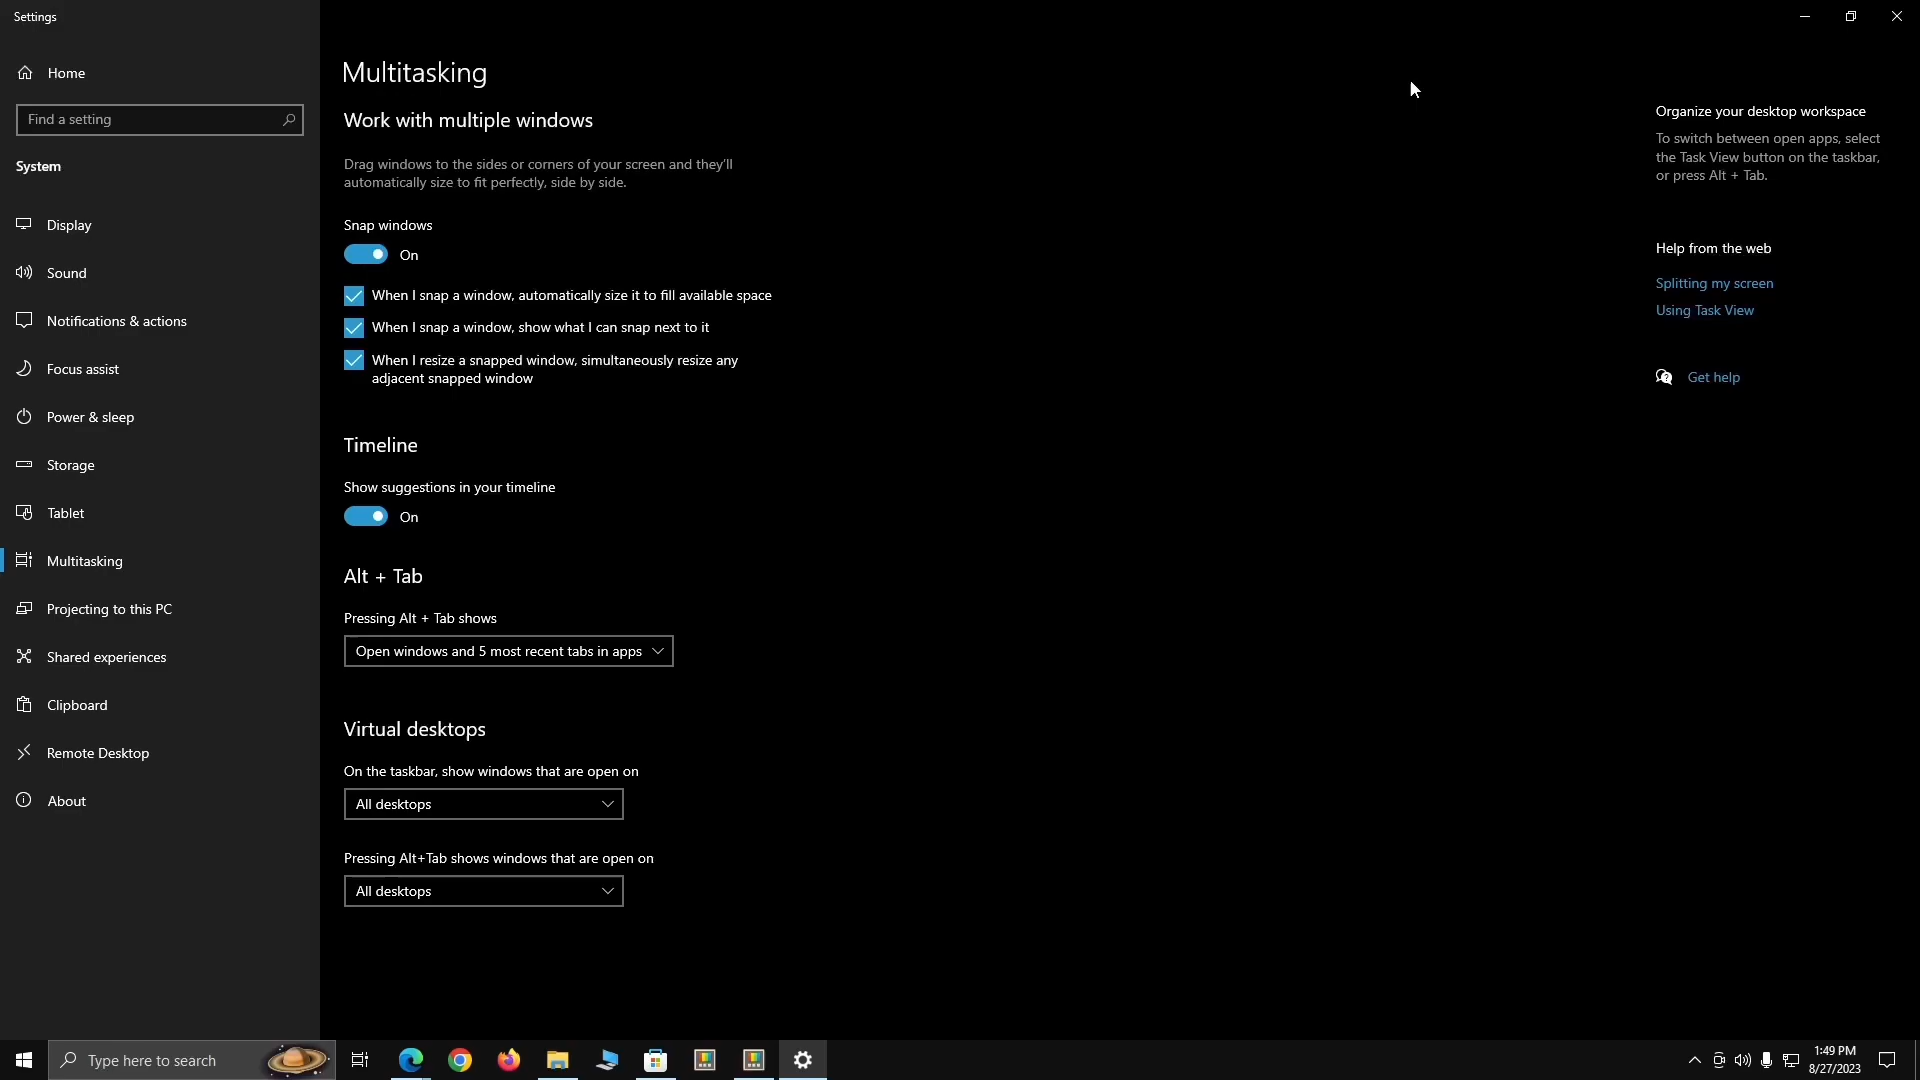 Settings
Home
Find a setting
System
Display
Sound
Notifications & actions
Focus assist
Power & sleep
Storage
Tablet
Multitasking
Projecting to this PC
Shared experiences
Clipboard
Remote Desktop
About
Multitasking
Work with multiple windows
Drag windows to the sides or corners of your screen and they'll
automatically size to fit perfectly, side by side.
Snap windows
On
When I snap a window, automatically size it to fill available space
When I snap a window, show what I can snap next to it
When I resize a snapped window, simultaneously resize any
adjacent snapped window
Timeline
Show suggestions in your timeline
On
Alt + Tab
Pressing Alt + Tab shows
Open windows and 5 most recent tabs in apps
Virtual desktops
On the taskbar, show windows that are open on
All desktops
Pressing Alt+Tab shows windows that are open on
All desktops
Organize your desktop workspace
To switch between open apps, select
the Task View button on the taskbar,
or press Alt + Tab.
Help from the web
Splitting my screen
Using Task View
Get help
Type here to search
1:49 PM
8/27/2023